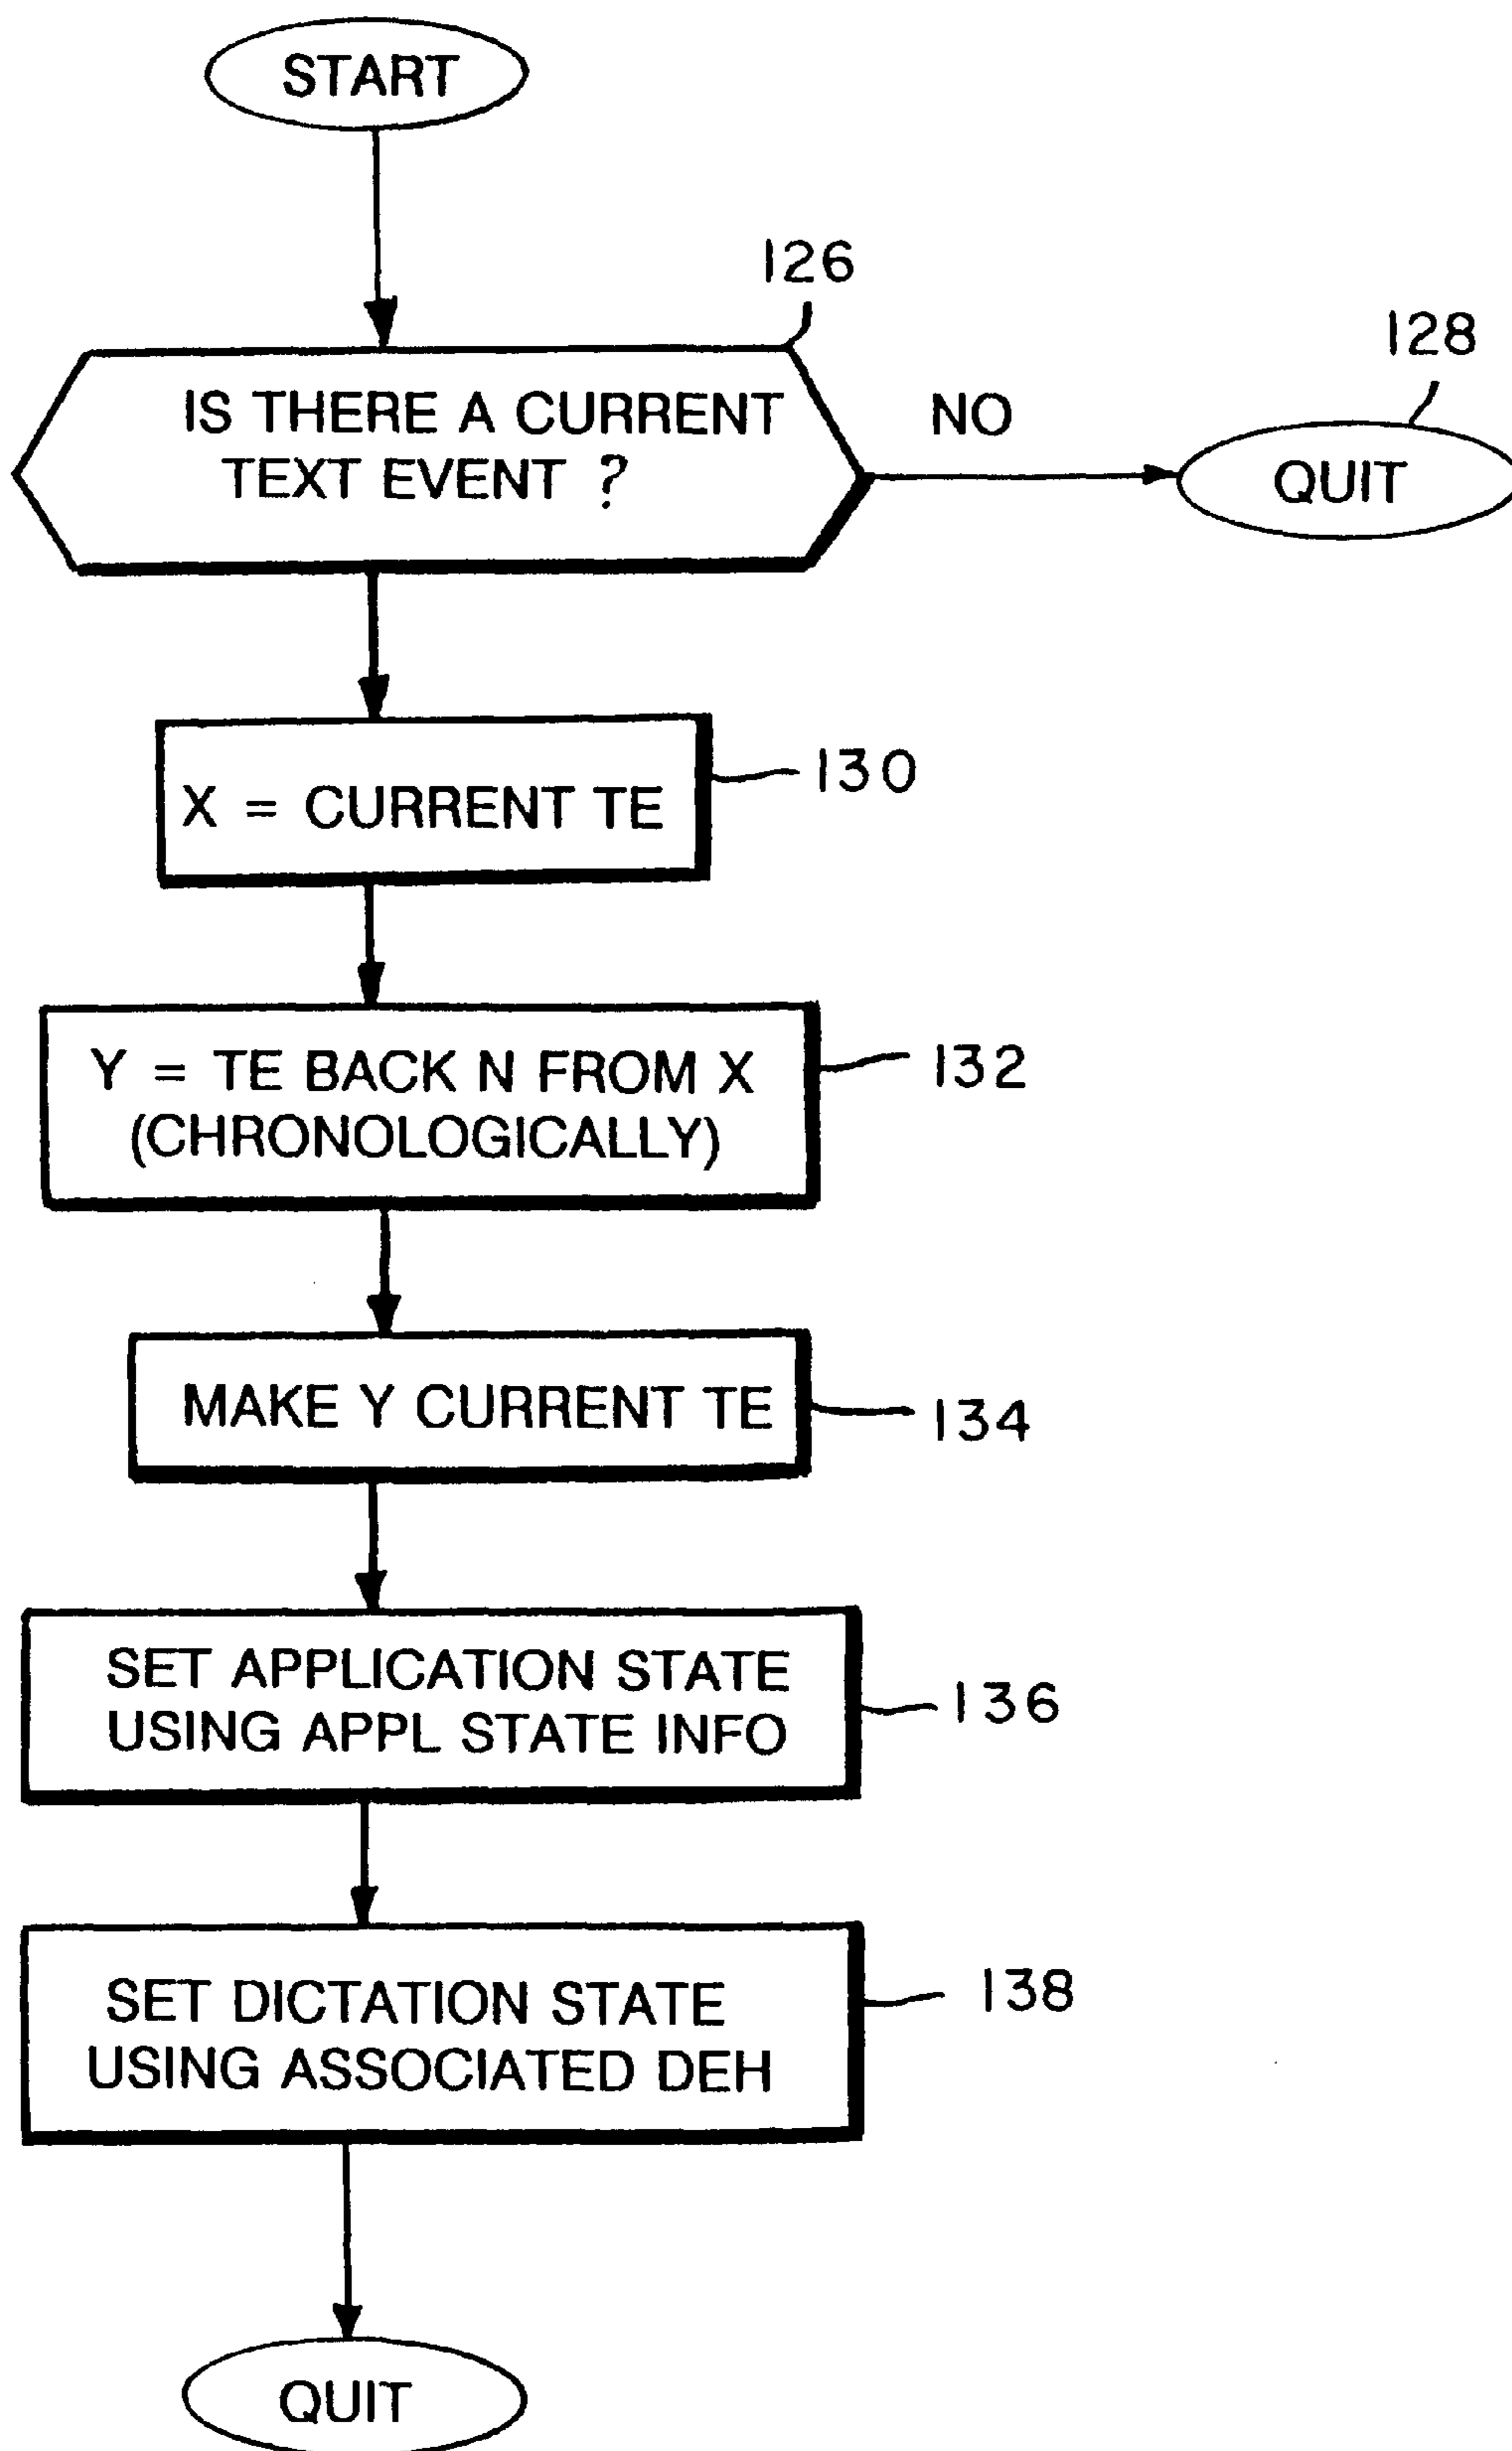 START
126
128
IS THERE A CURRENT
TEXT EVENT ?
NO
QUIT
130
X = CURRENT TE
132
Y = TE BACK N FROM X
(CHRONOLOGICALLY)
MAKE Y CURRENT TE
134
SET APPLICATION STATE
USING APPL STATE INFO
136
SET DICTATION STATE
USING ASSOCIATED DEH
138
QUIT